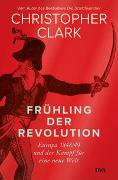 Vom Autor des Bestsellers Die Schlafwandler
CHRISTOPHER
CLARK
FRÜHLING
DER
REVOLUTION
Europa 1848/49
und der Kampf für
eine neue Welt
DVA